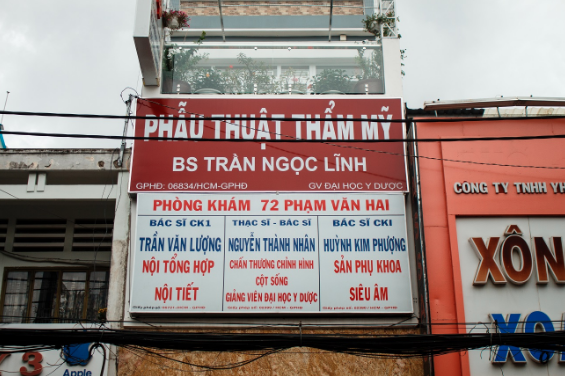 PHẪU THUẬT THẨM MỸ
BS TRẦN NGỌC LĨNH
GPHĐ: 06834/HCM-GPHĐ GV ĐẠI HỌC Y DƯỢC
PHÒNG KHÁM 72 PHẠM VĂN HAI
BÁC SĨ CK1
TRẦN VĂN LƯỢNG
NỘI TỔNG HỢP
NỘI TIẾT
THẠC SĨ - BÁC SĨ
NGUYỄN THÀNH NHÂN
CHẤN THƯƠNG CHỈNH HÌNH
CỘT SỐNG
GIẢNG VIÊN ĐẠI HỌC Y DƯỢC
BÁC SĨ CKI
HUỲNH KIM PHƯỢNG
SẢN PHỤ KHOA
SIÊU ÂM
CÔNG TY TNHH
XÔN
XO
3
Apple